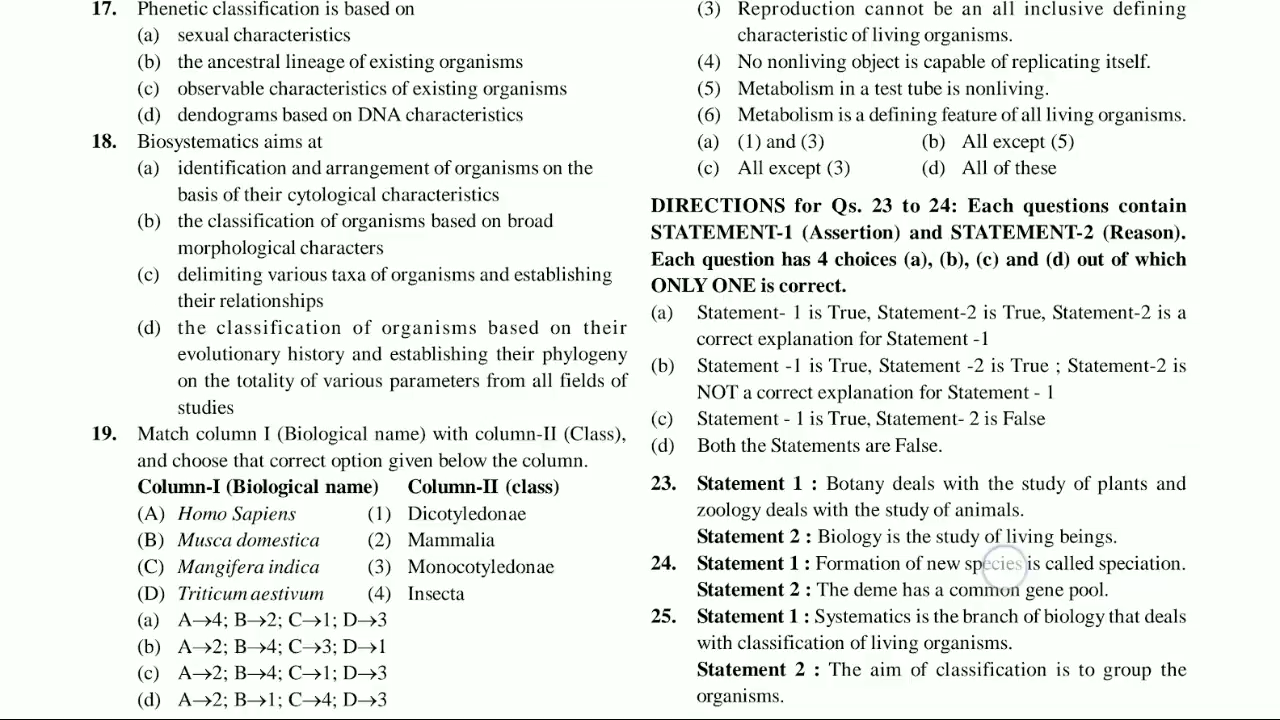 17. Phenetic classification is based on
(a) sexual characteristics
(b) the ancestral lineage of existing organisms
(c) observable characteristics of existing organisms
(d) dendograms based on DNA characteristics
18. Biosystematics aims at
(a) identification and arrangement of organisms on the
basis of their cytological characteristics
(b) the classification of organisms based on broad
morphological characters
(c) delimiting various taxa of organisms and establishing
their relationships
(d) the classification of organisms based on their
evolutionary history and establishing their phylogeny
on the totality of various parameters from all fields of
studies
19. Match column I (Biological name) with column-II (Class),
and choose that correct option given below the column.
Column-I (Biological name) Column-II (class)
(A) Homo Sapiens (1) Dicotyledonae
(B) Musca domestica (2) Mammalia
(C) Mangifera indica (3) Monocotyledonae
(D) Triticum aestivum (4) Insecta
(a) A→4; B→2; C→1; D→3
(b) A→2; B→4; C→3; D→1
(c) A→2; B→4; C→1; D→3
(d) A→2; B→1; C→4; D→3
(3) Reproduction cannot be an all inclusive defining
characteristic of living organisms.
(4) No nonliving object is capable of replicating itself.
(5) Metabolism in a test tube is nonliving.
(6) Metabolism is a defining feature of all living organisms.
(a) (1) and (3) (b) All except (5)
(c) All except (3) (d) All of these
DIRECTIONS for Qs. 23 to 24: Each questions contain
STATEMENT-1 (Assertion) and STATEMENT-2 (Reason).
Each question has 4 choices (a), (b), (c) and (d) out of which
ONLY ONE is correct.
(a) Statement- 1 is True, Statement-2 is True, Statement-2 is a
correct explanation for Statement -1
(b) Statement -1 is True, Statement -2 is True ; Statement-2 is
NOT a correct explanation for Statement - 1
(c) Statement - 1 is True, Statement- 2 is False
(d) Both the Statements are False.
23. Statement 1 : Botany deals with the study of plants and
zoology deals with the study of animals.
Statement 2 : Biology is the study of living beings.
24. Statement 1 : Formation of new species is called speciation.
Statement 2 : The deme has a common gene pool.
25. Statement 1 : Systematics is the branch of biology that deals
with classification of living organisms.
Statement 2 : The aim of classification is to group the
organisms.